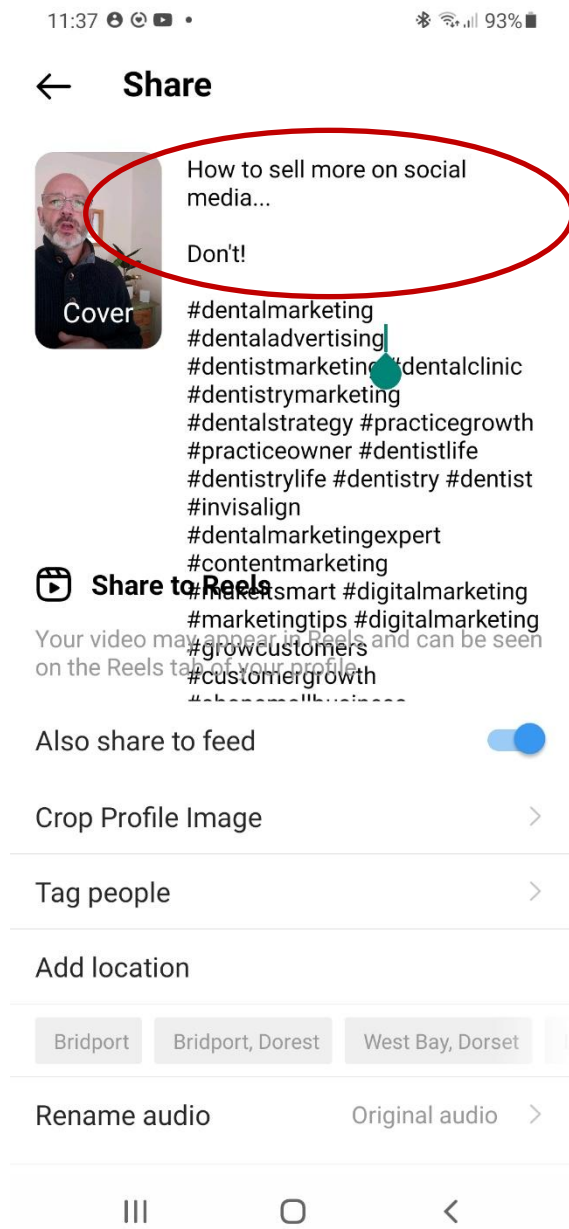 11:37 93%
Share
Cover
How to sell more on social
media...
Don't!
#dentalmarketing
#dentaladvertising
#dentistmarketing #dentalclinic
#dentistrymarketing
#dentalstrategy #practicegrowth
#practiceowner #dentistlife
#dentistrylife #dentistry #dentist
#invisalign
#dentalmarketingexpert
#contentmarketing
#makeitsmart #digitalmarketing
#marketingtips #digitalmarketing
#growcustomers
#customergrowth
Share to Reels
Your video may appear in Reels and can be seen
on the Reels tab of your profile.
Also share to feed
Crop Profile Image
Tag people
Add location
Bridport Bridport, Dorest West Bay, Dorset
Rename audio Original audio